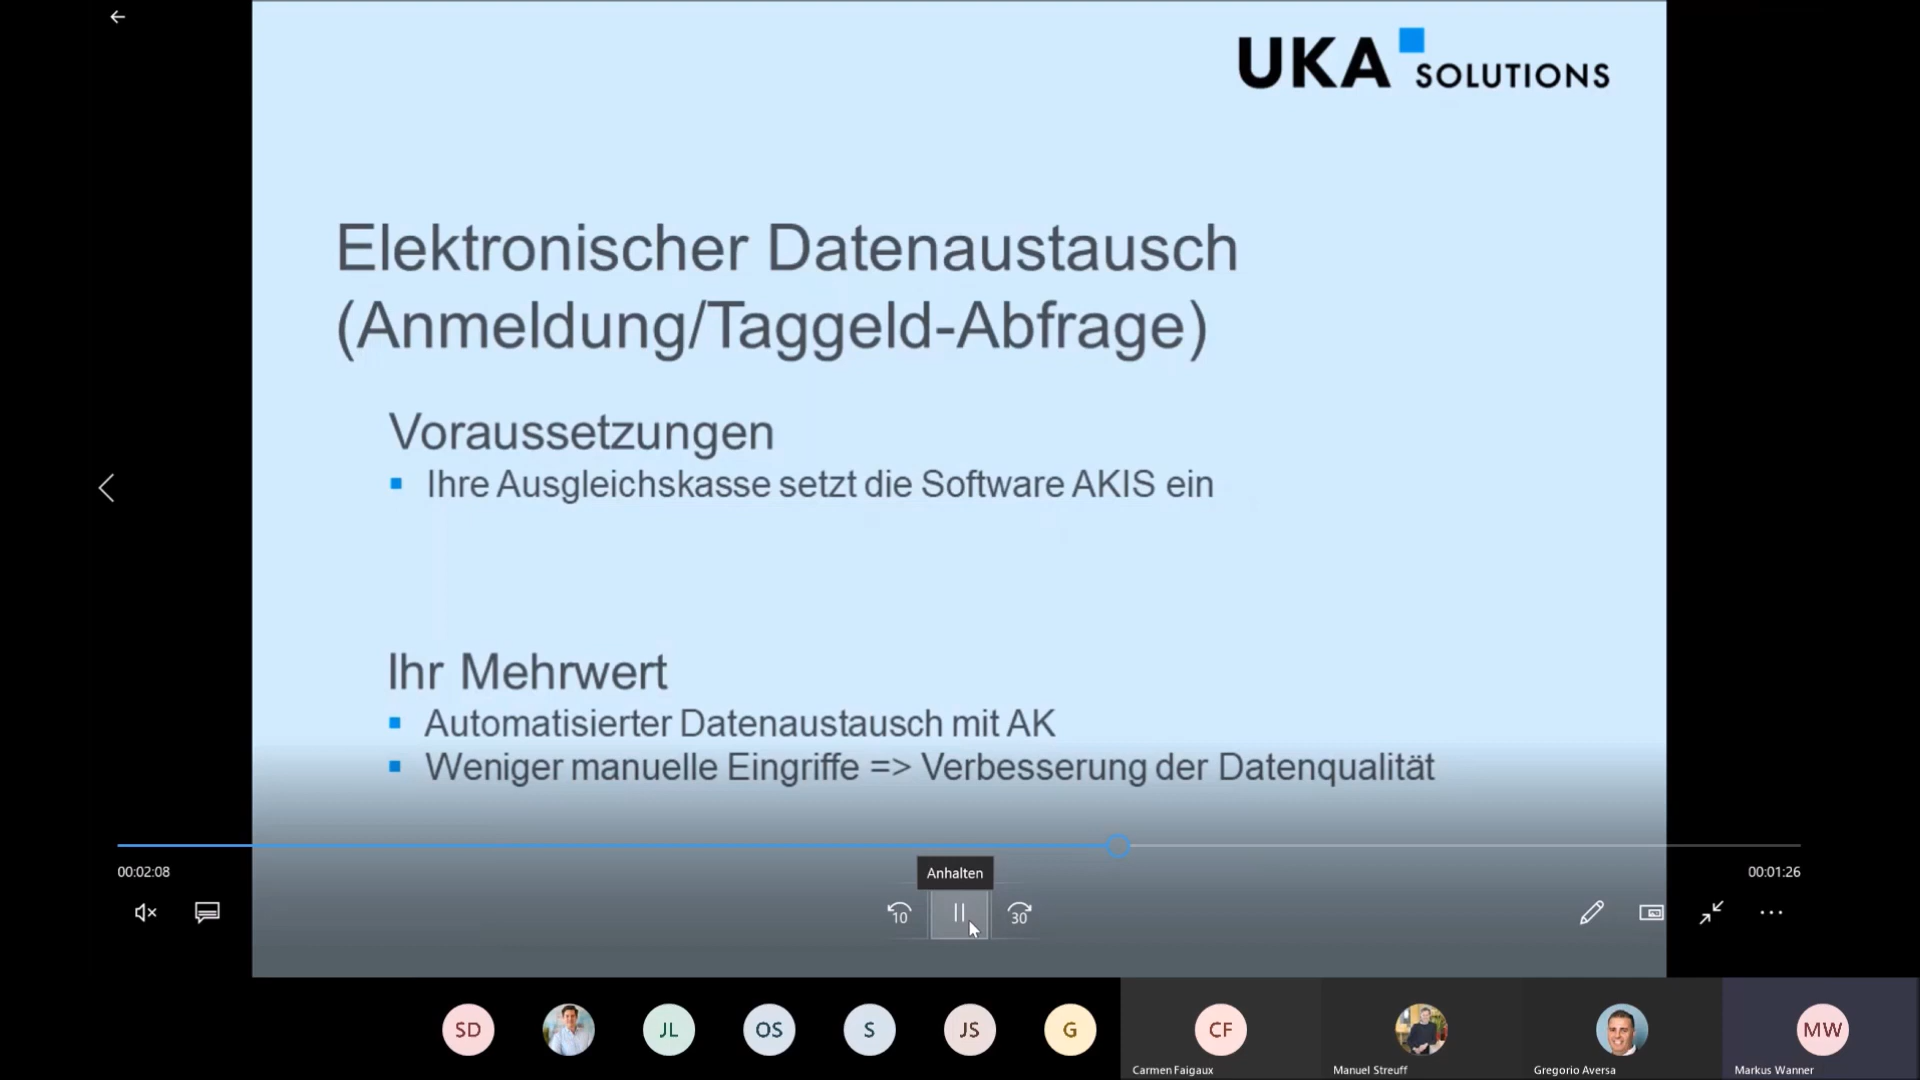 UKA SOLUTIONS
Elektronischer Datenaustausch
(Anmeldung/Taggeld-Abfrage)
Voraussetzungen
Ihre Ausgleichskasse setzt die Software AKIS ein
Ihr Mehrwert
Automatisierter Datenaustausch mit AK
Weniger manuelle Eingriffe => Verbesserung der Datenqualität
00:02:08
00:01:26
Anhalten
10
30
SD
JL
OS
S
JS
G
CF
MW
Carmen Faigaux
Manuel Streuff
Gregorio Aversa
Markus Wanner